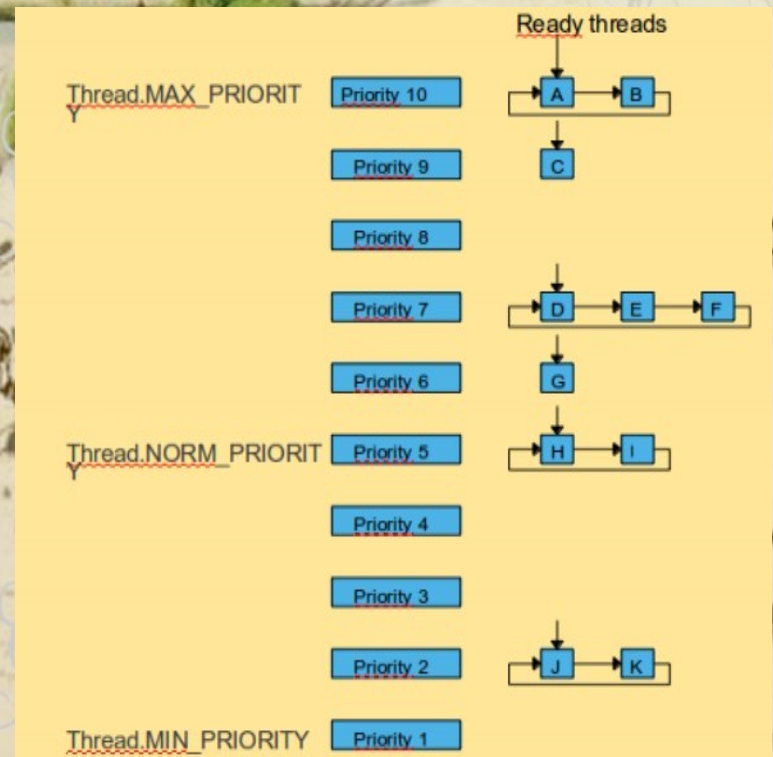 Ready threads
Thread.MAX_PRIORIT
Y
Priority 10
A
B
Priority 9
C
Priority 8
Priority 7
D
E
F
Priority 6
G
Thread.NORM_PRIORIT
Y
Priority 5
H
I
Priority 4
Priority 3
Priority 2
J
K
Thread.MIN_PRIORITY
Priority 1